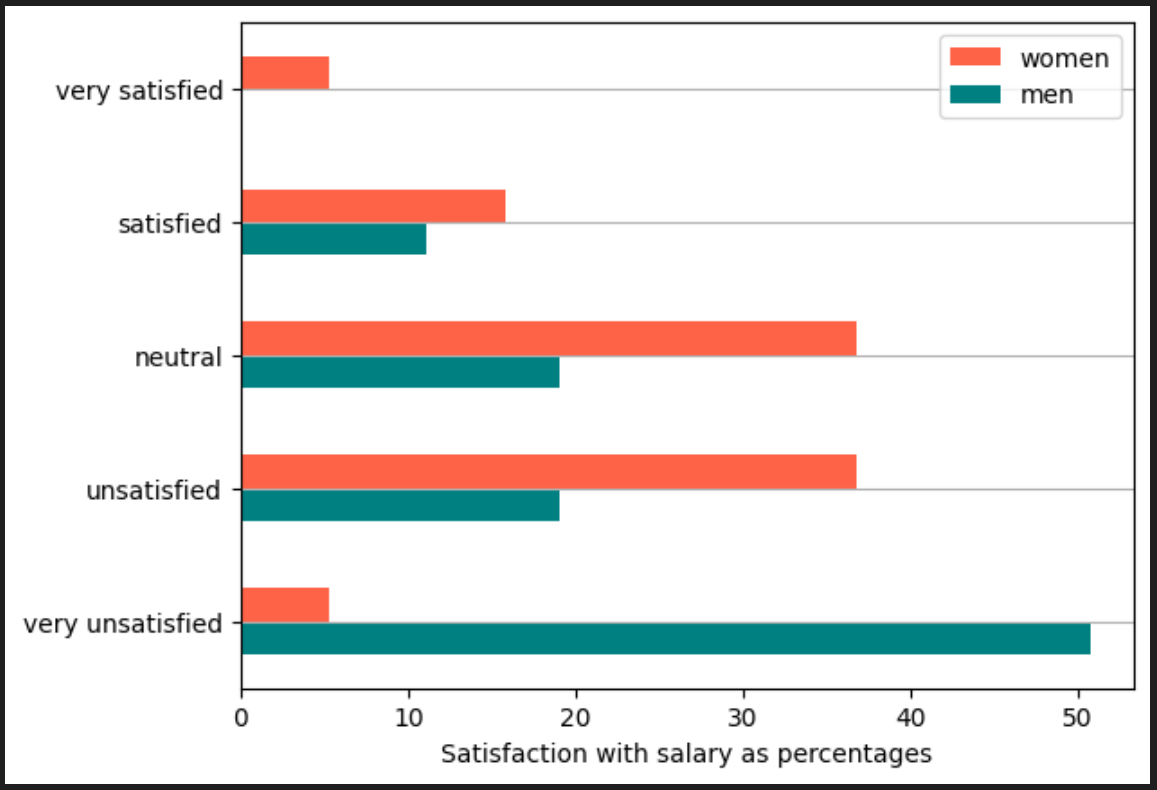 women
men
very satisfied
satisfied
neutral
unsatisfied
very unsatisfied
0 10 20 30 40 50
Satisfaction with salary as percentages